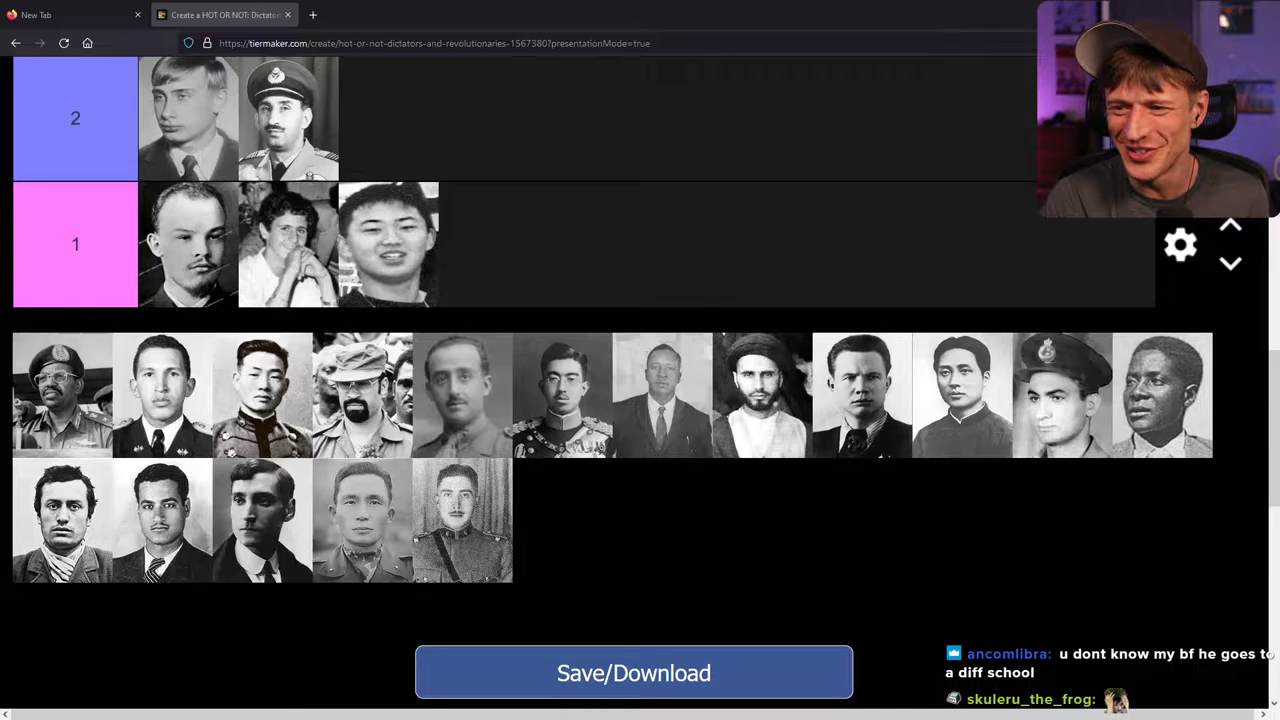 New Tab
Create a HOT OR NOT: Dictator
https://tiermaker.com/create/hot-or-not-dictators-and-revolutionaries-1567380?presentationMode=true
2
1
Save/Download
ancomlibra: u dont know my bf he goes to
a diff school
skuleru_the_frog: